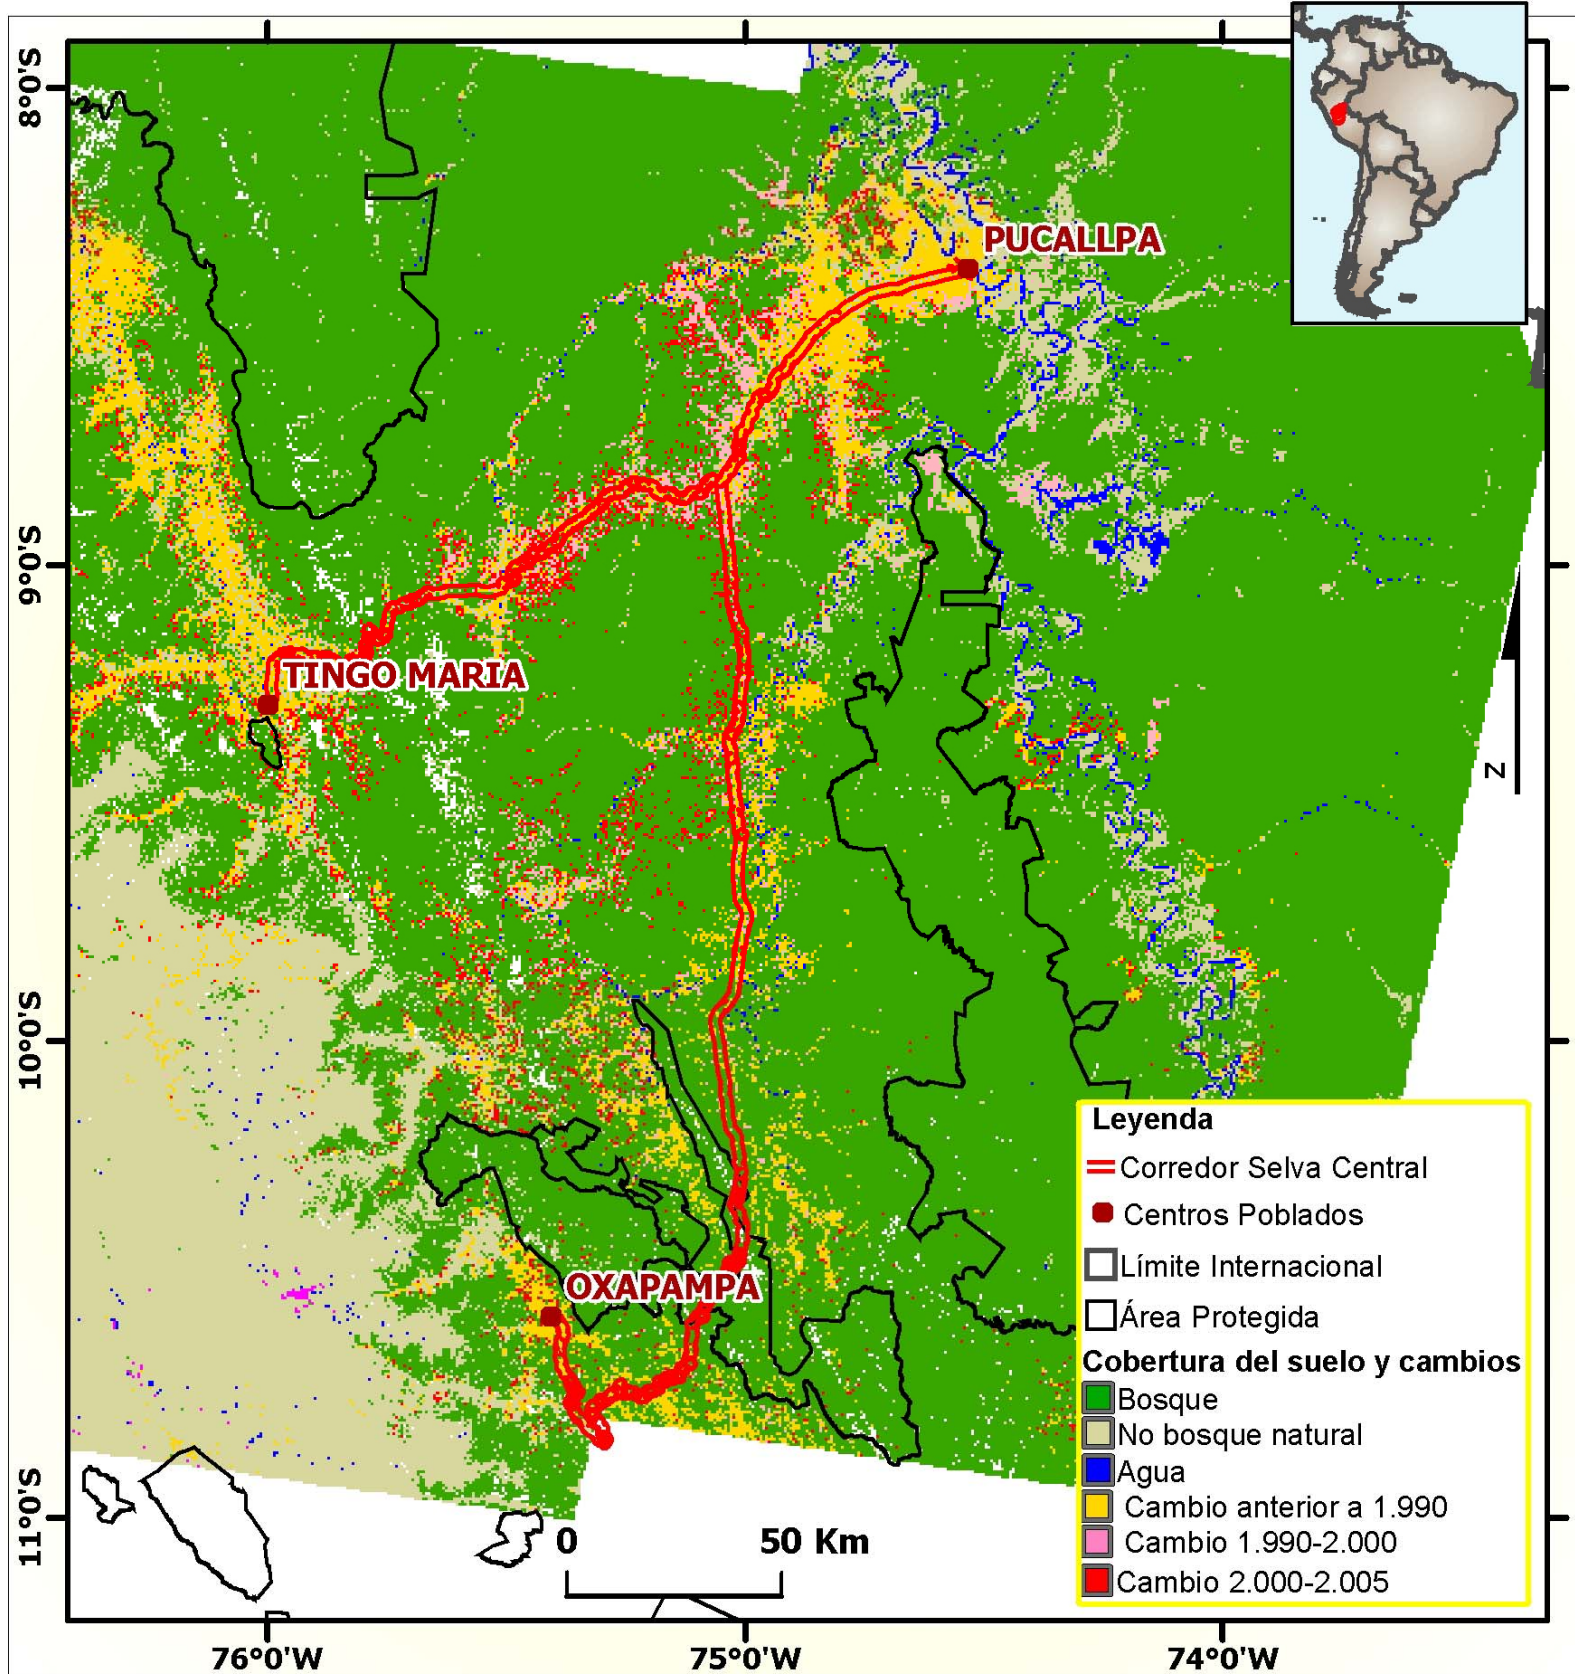 8°0'S
9°0'S
10°0'S
11°0'S
PUCALLPA
TINGO MARIA
OXAPAMPA
N
Leyenda
Corredor Selva Central
Centros Poblados
Límite Internacional
Área Protegida
Cobertura del suelo y cambios
Bosque
No bosque natural
Agua
Cambio anterior a 1.990
Cambio 1.990-2.000
Cambio 2.000-2.005
0 50 Km
76°0'W 75°0'W 74°0'W